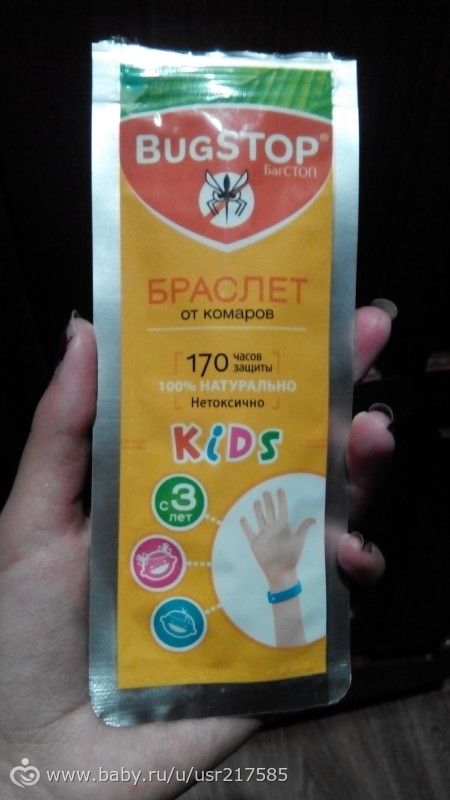 BUGSTOP®
БагСТОП
БРАСЛЕТ
от комаров
170 часов защиты
100% НАТУРАЛЬНО
Нетоксично
KiDS
с 3 лет
www.baby.ru/u/usr217585